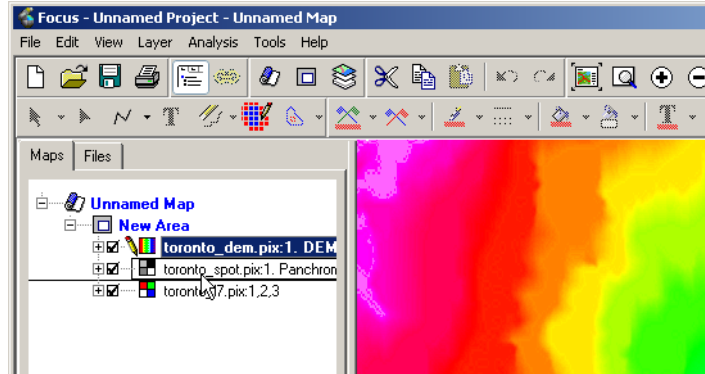 Focus - Unnamed Project - Unnamed Map
File Edit View Layer Analysis Tools Help
Maps Files
Unnamed Map
New Area
toronto_dem.pix:1. DEM
toronto_spot.pix:1. Panchron
pix:1,2,3